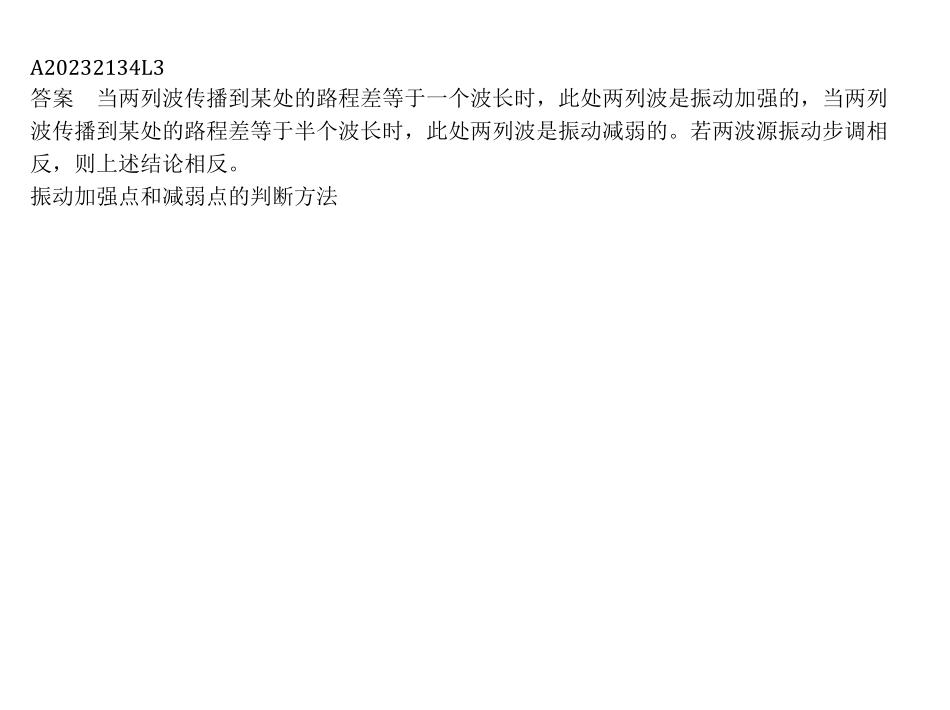 A20232134L3
答案　当两列波传播到某处的路程差等于一个波长时，此处两列波是振动加强的，当两列
波传播到某处的路程差等于半个波长时，此处两列波是振动减弱的。若两波源振动步调相
反，则上述结论相反。
振动加强点和减弱点的判断方法